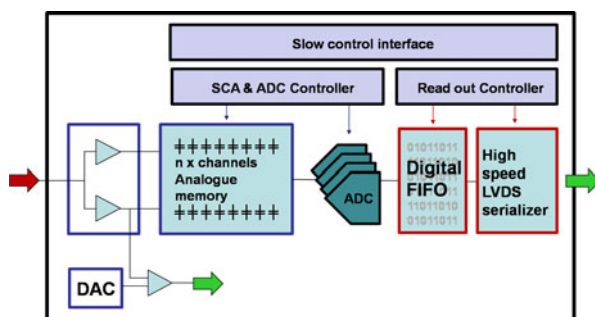 Slow control interface
SCA & ADC Controller
Read out Controller
n x channels
Analogue
memory
ADC
01011011
Digital
FIFO
11011010
01011011
High
speed
LVDS
serializer
DAC